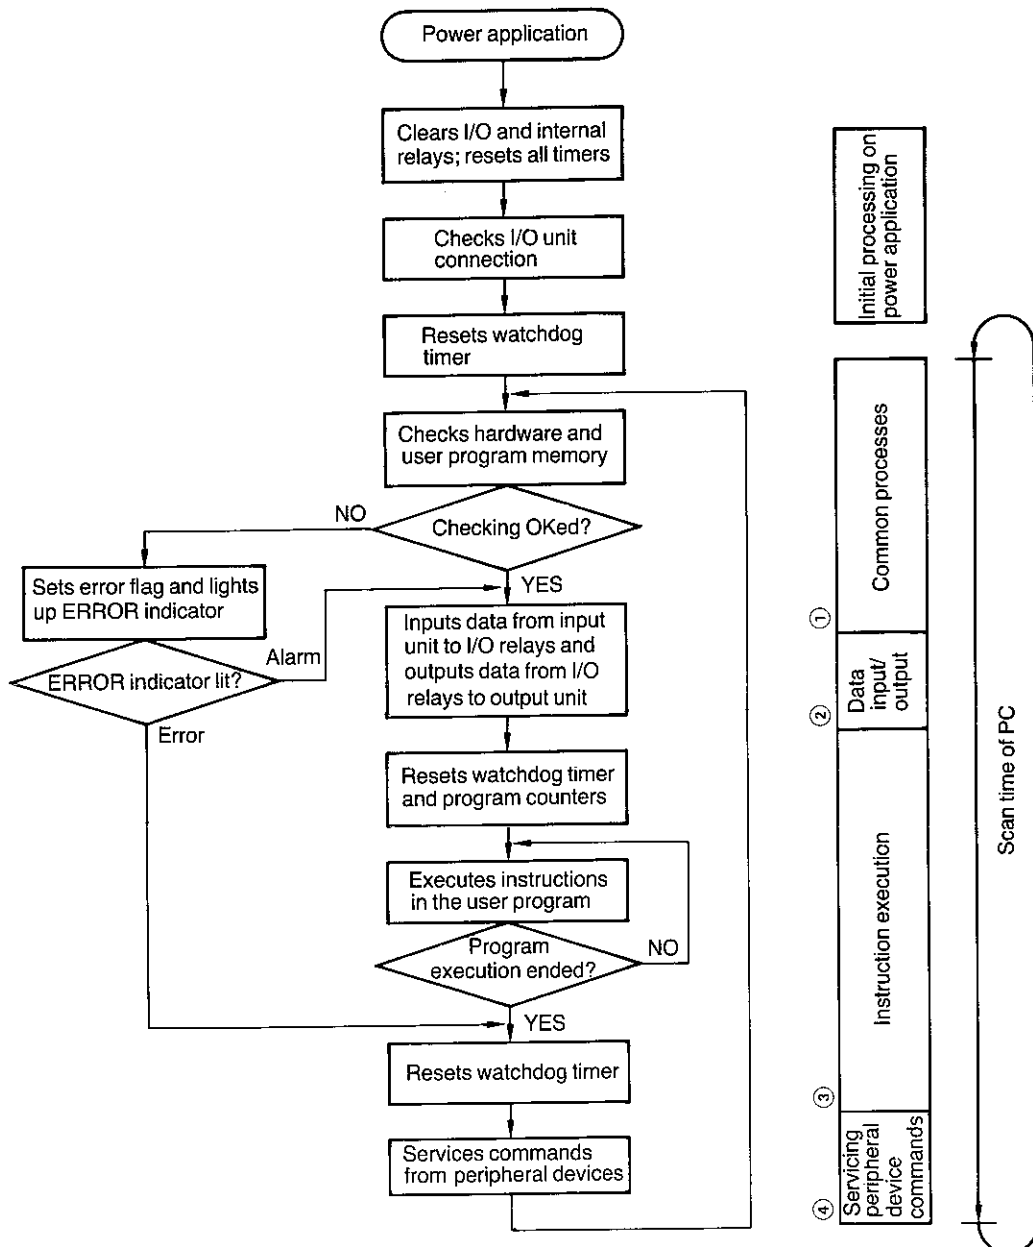 Power application
Clears I/O and internal
relays; resets all timers
Checks I/O unit
connection
Resets watchdog
timer
Checks hardware and
user program memory
NO
Checking OKed?
YES
Sets error flag and lights
up ERROR indicator
Alarm
ERROR indicator lit?
Error
Inputs data from input
unit to I/O relays and
outputs data from I/O
relays to output unit
Resets watchdog timer
and program counters
Executes instructions
in the user program
Program
execution ended?
NO
YES
Resets watchdog timer
Services commands
from peripheral devices
Initial processing on
power application
① Common processes
② Data
input/
output
③ Instruction execution
④ Servicing
peripheral
device
commands
Scan time of PC